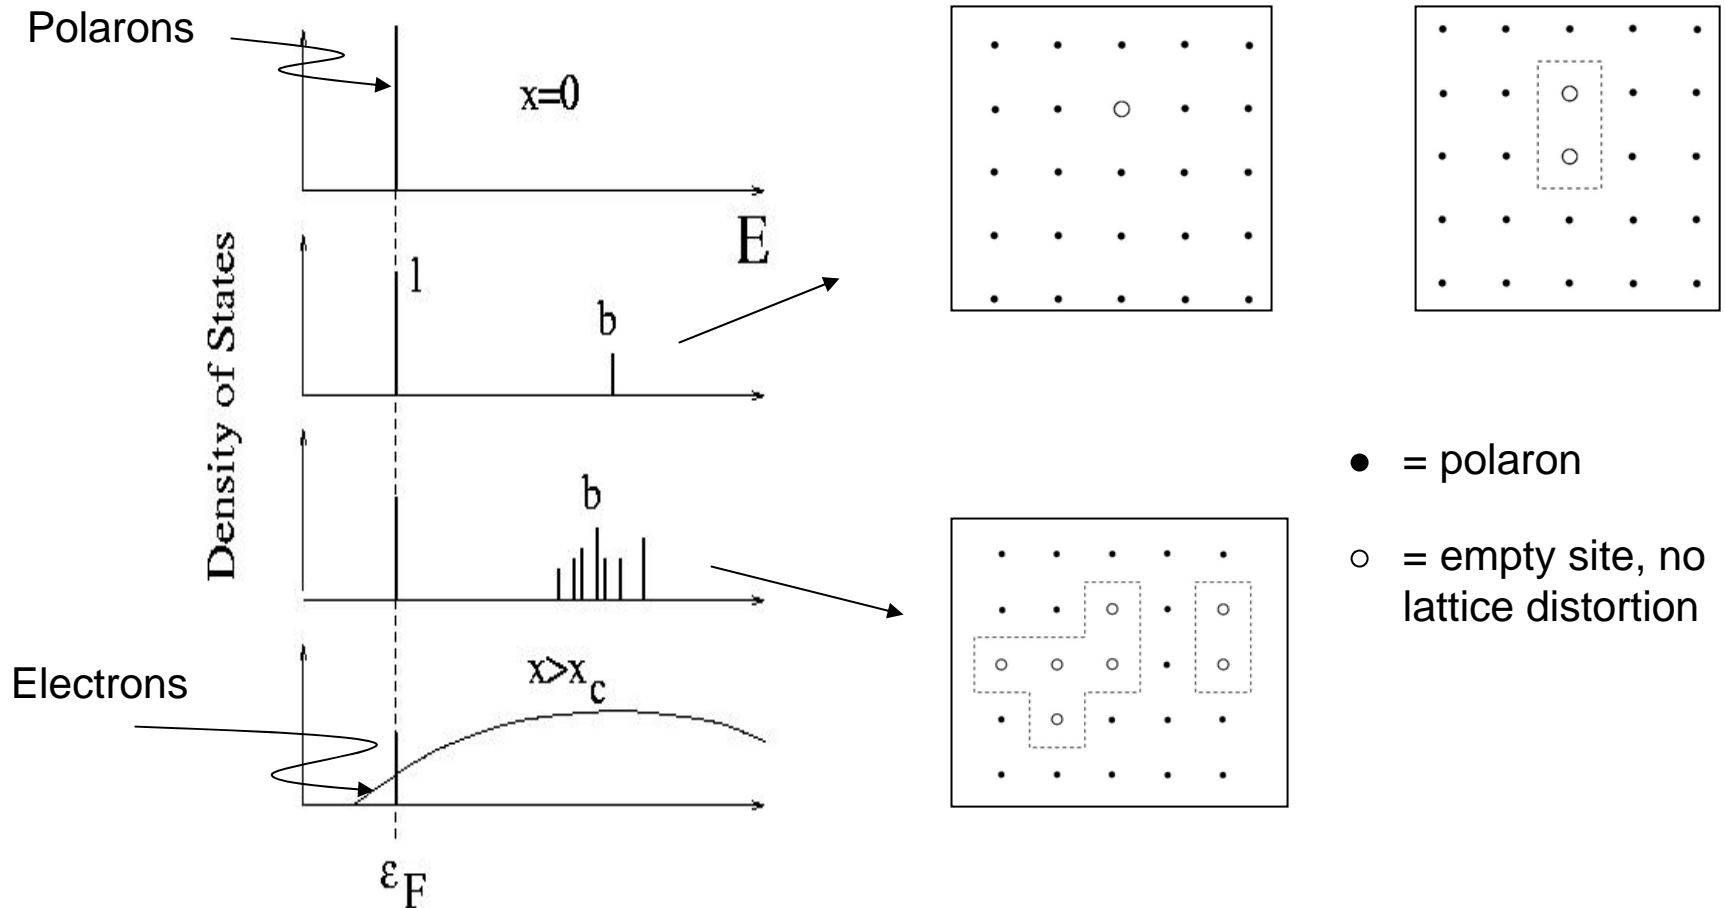 Polarons
x=0
E
Density of States
l
b
b
x>x_c
Electrons
ε_F
● = polaron
○ = empty site, no
lattice distortion